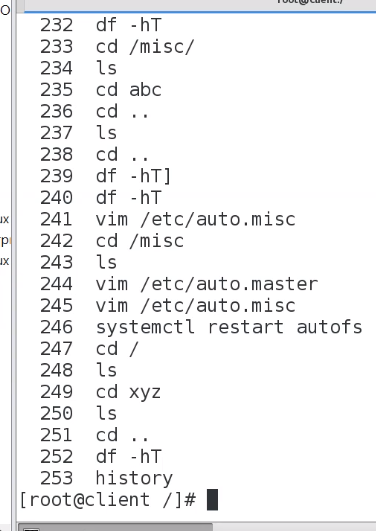 root@client:/
232 df -hT
233 cd /misc/
234 ls
235 cd abc
236 cd ..
237 ls
238 cd ..
239 df -hT]
240 df -hT
241 vim /etc/auto.misc
242 cd /misc
243 ls
244 vim /etc/auto.master
245 vim /etc/auto.misc
246 systemctl restart autofs
247 cd /
248 ls
249 cd xyz
250 ls
251 cd ..
252 df -hT
253 history
[root@client /]#